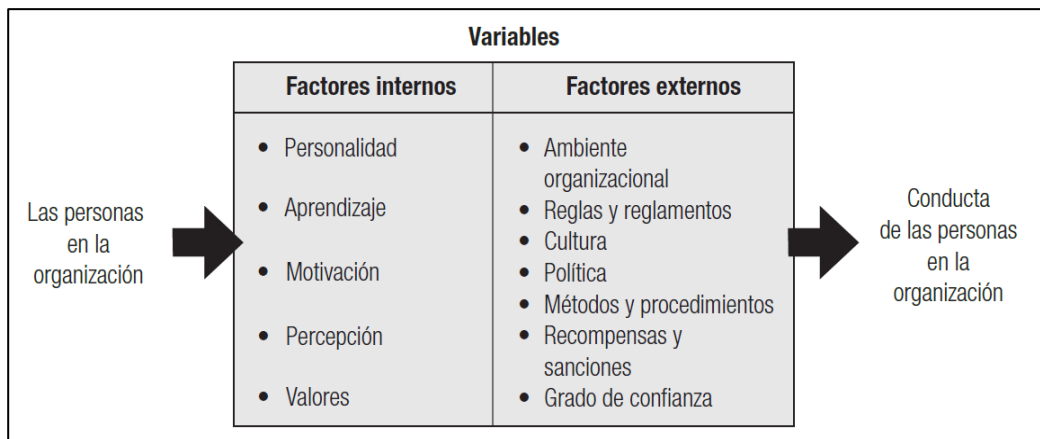 Variables
Las personas
en la
organización
Factores internos
• Personalidad
• Aprendizaje
• Motivación
• Percepción
• Valores
Factores externos
• Ambiente
organizacional
• Reglas y reglamentos
• Cultura
• Política
• Métodos y procedimientos
• Recompensas y
sanciones
• Grado de confianza
Conducta
de las personas
en la
organización